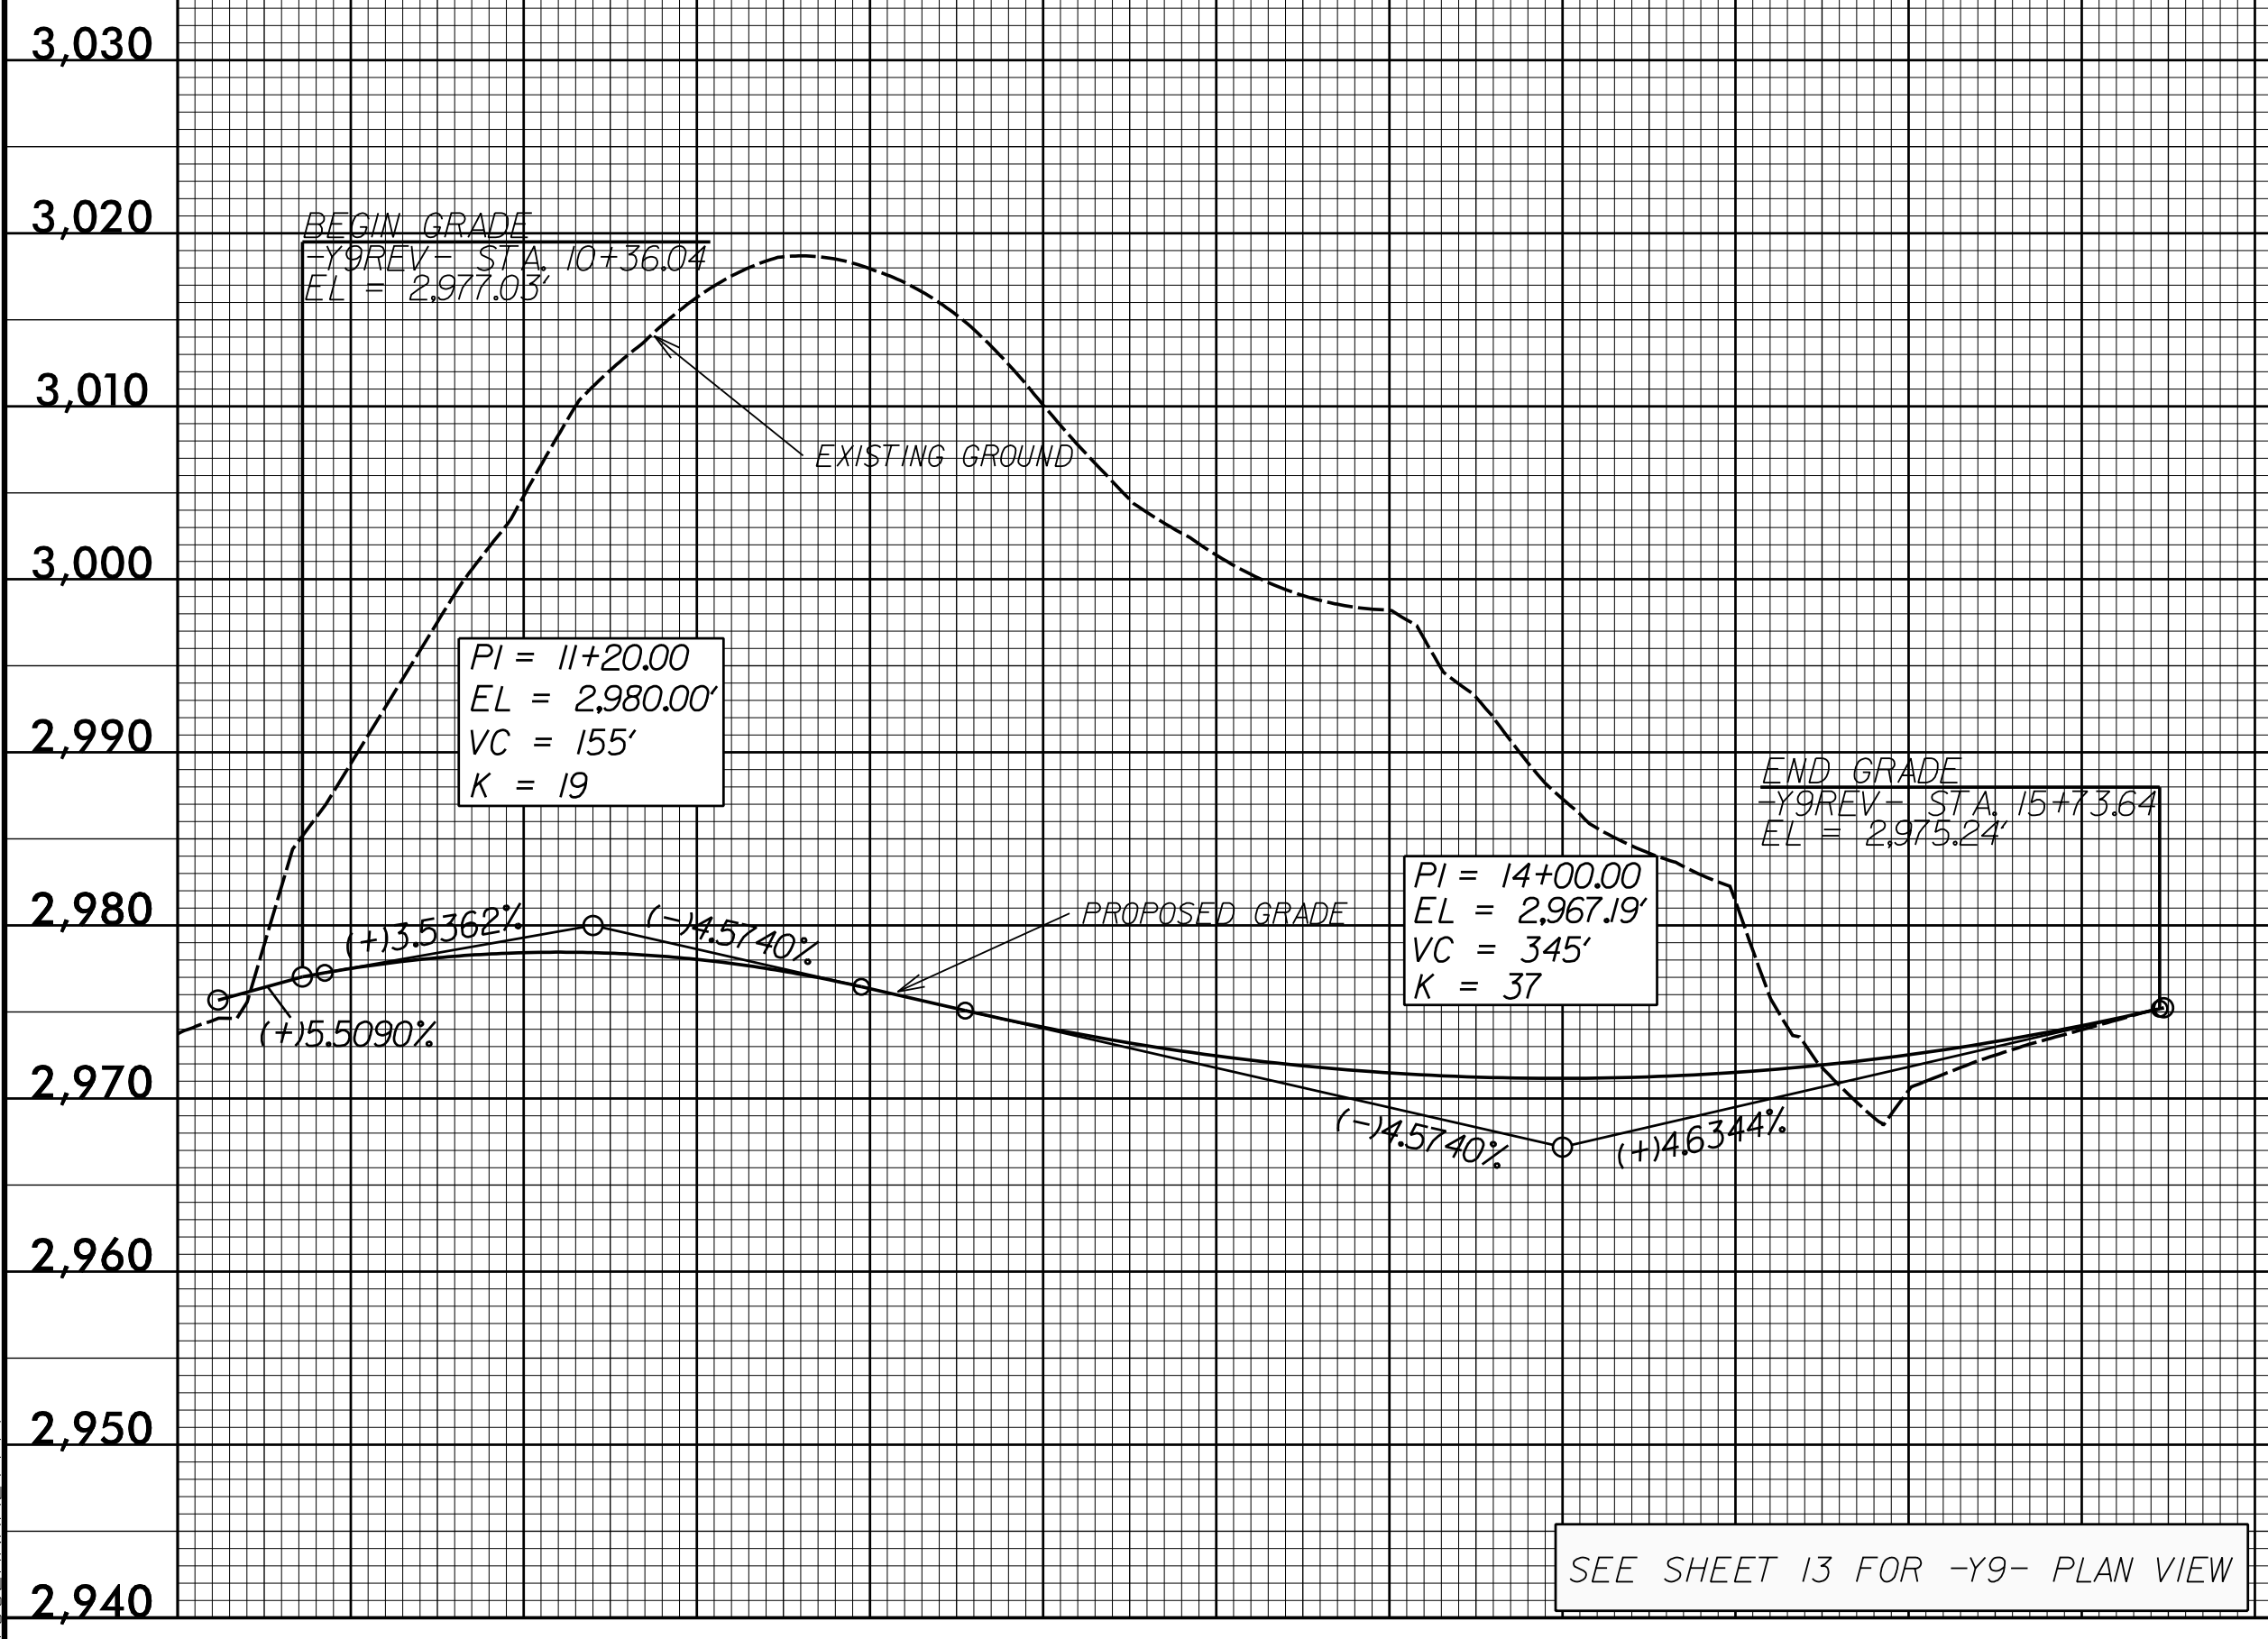 3,030
3,020
3,010
3,000
2,990
2,980
2,970
2,960
2,950
2,940
BEGIN GRADE
-Y9REV- STA. 10+36.04
EL = 2,977.03'
EXISTING GROUND
PI = 11+20.00
EL = 2,980.00'
VC = 155'
K = 19
END GRADE
-Y9REV- STA. 15+73.64
EL = 2,975.24'
PI = 14+00.00
EL = 2,967.19'
VC = 345'
K = 37
(+)3.5362%
(-)4.5740%
PROPOSED GRADE
(+)5.5090%
(-)4.5740%
(+)4.6344%
SEE SHEET 13 FOR -Y9- PLAN VIEW